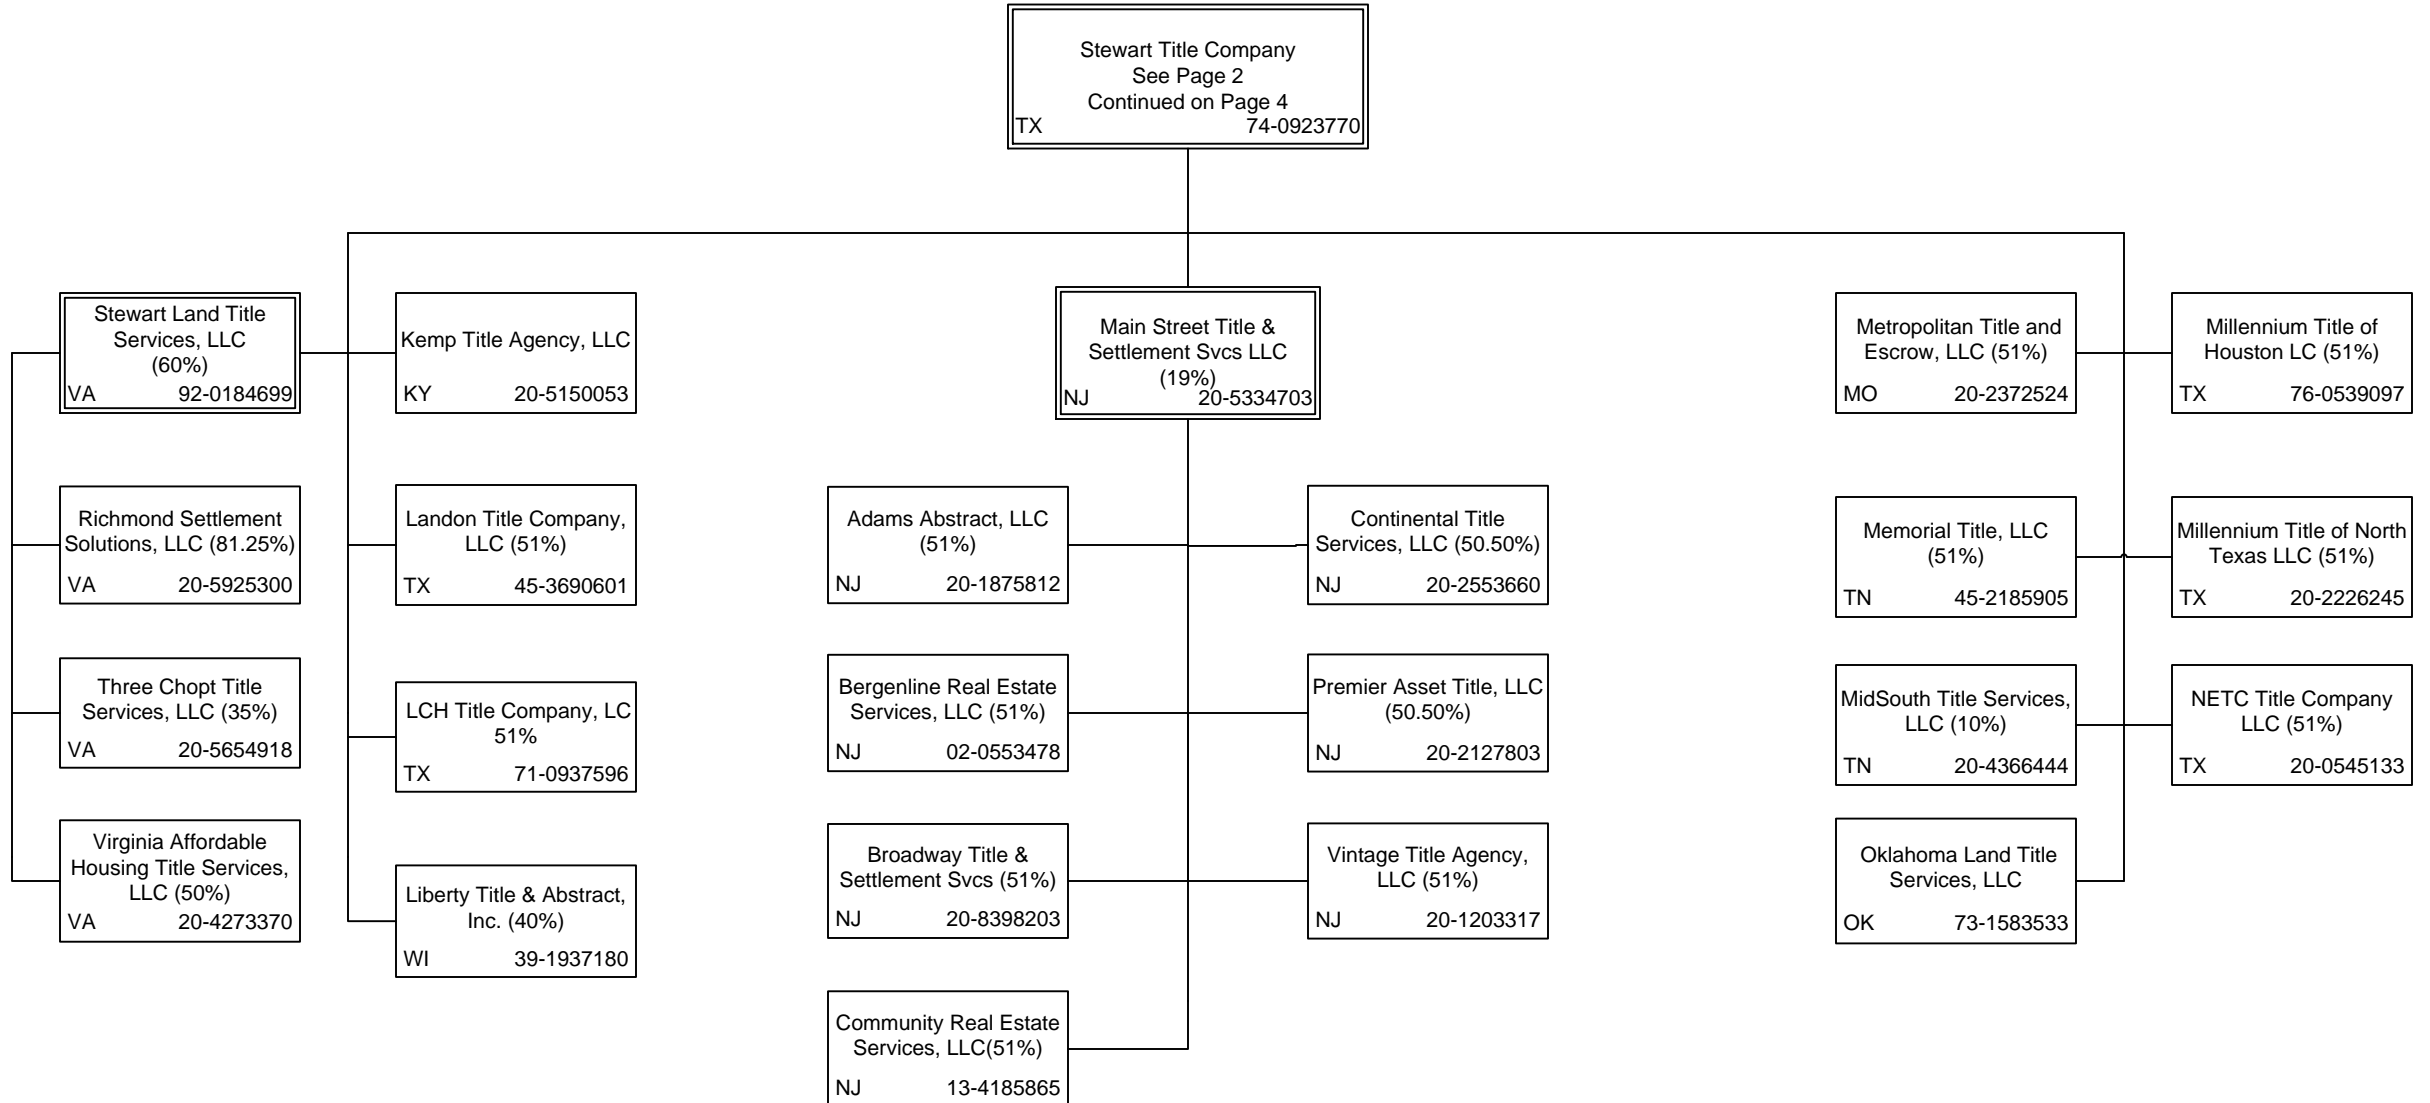 Stewart Title Company
See Page 2
Continued on Page 4
TX 74-0923770
Stewart Land Title
Services, LLC
(60%)
VA 92-0184699
Kemp Title Agency, LLC
KY 20-5150053
Main Street Title &
Settlement Svcs LLC
(19%)
NJ 20-5334703
Metropolitan Title and
Escrow, LLC (51%)
MO 20-2372524
Millennium Title of
Houston LC (51%)
TX 76-0539097
Richmond Settlement
Solutions, LLC (81.25%)
VA 20-5925300
Landon Title Company,
LLC (51%)
TX 45-3690601
Adams Abstract, LLC
(51%)
NJ 20-1875812
Continental Title
Services, LLC (50.50%)
NJ 20-2553660
Memorial Title, LLC
(51%)
TN 45-2185905
Millennium Title of North
Texas LLC (51%)
TX 20-2226245
Three Chopt Title
Services, LLC (35%)
VA 20-5654918
LCH Title Company, LC
51%
TX 71-0937596
Bergenline Real Estate
Services, LLC (51%)
NJ 02-0553478
Premier Asset Title, LLC
(50.50%)
NJ 20-2127803
MidSouth Title Services,
LLC (10%)
TN 20-4366444
NETC Title Company
LLC (51%)
TX 20-0545133
Virginia Affordable
Housing Title Services,
LLC (50%)
VA 20-4273370
Liberty Title & Abstract,
Inc. (40%)
WI 39-1937180
Broadway Title &
Settlement Svcs (51%)
NJ 20-8398203
Vintage Title Agency,
LLC (51%)
NJ 20-1203317
Oklahoma Land Title
Services, LLC
OK 73-1583533
Community Real Estate
Services, LLC(51%)
NJ 13-4185865